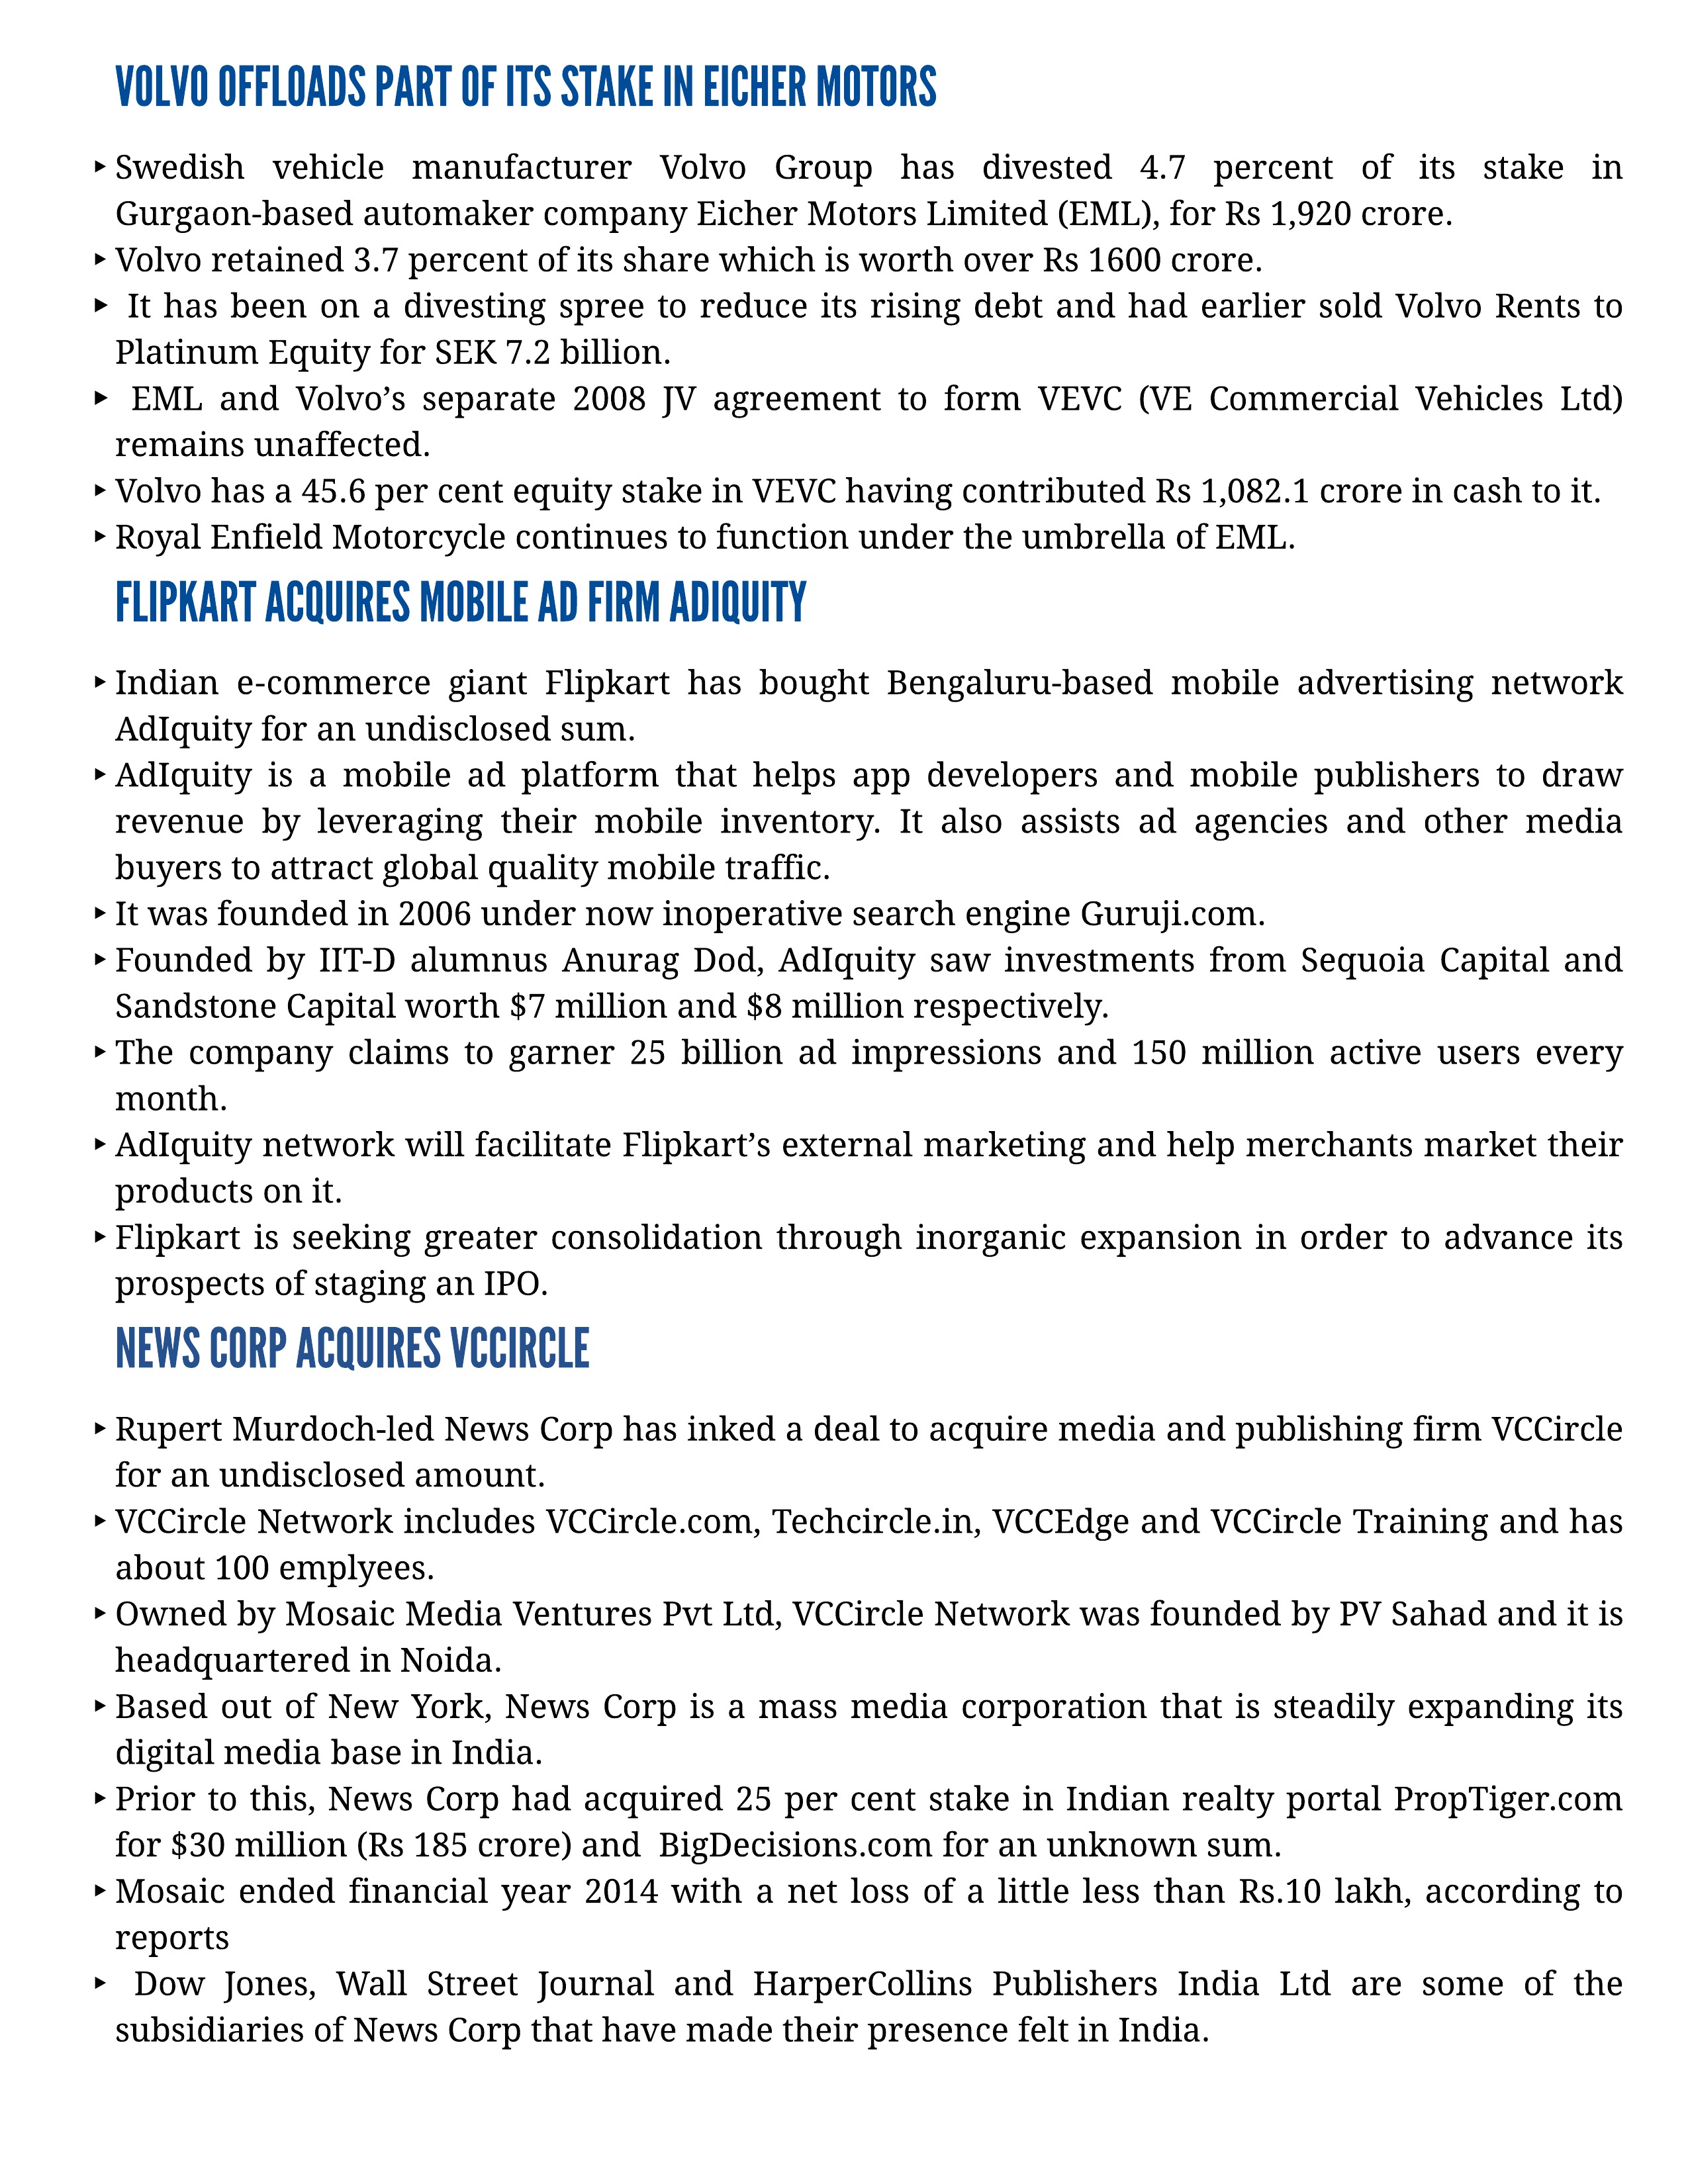 VOLVO OFFLOADS PART OF ITS STAKE IN EICHER MOTORS
‣ Swedish vehicle manufacturer Volvo Group has divested 4.7 percent of its stake in
Gurgaon-based automaker company Eicher Motors Limited (EML), for Rs 1,920 crore.
‣ Volvo retained 3.7 percent of its share which is worth over Rs 1600 crore.
‣ It has been on a divesting spree to reduce its rising debt and had earlier sold Volvo Rents to
Platinum Equity for SEK 7.2 billion.
‣ EML and Volvo’s separate 2008 JV agreement to form VEVC (VE Commercial Vehicles Ltd)
remains unaffected.
‣ Volvo has a 45.6 per cent equity stake in VEVC having contributed Rs 1,082.1 crore in cash to it.
‣ Royal Enfield Motorcycle continues to function under the umbrella of EML.
FLIPKART ACQUIRES MOBILE AD FIRM ADIQUITY
‣ Indian e-commerce giant Flipkart has bought Bengaluru-based mobile advertising network
AdIquity for an undisclosed sum.
‣ AdIquity is a mobile ad platform that helps app developers and mobile publishers to draw
revenue by leveraging their mobile inventory. It also assists ad agencies and other media
buyers to attract global quality mobile traffic.
‣ It was founded in 2006 under now inoperative search engine Guruji.com.
‣ Founded by IIT-D alumnus Anurag Dod, AdIquity saw investments from Sequoia Capital and
Sandstone Capital worth $7 million and $8 million respectively.
‣ The company claims to garner 25 billion ad impressions and 150 million active users every
month.
‣ AdIquity network will facilitate Flipkart’s external marketing and help merchants market their
products on it.
‣ Flipkart is seeking greater consolidation through inorganic expansion in order to advance its
prospects of staging an IPO.
NEWS CORP ACQUIRES VCCIRCLE
‣ Rupert Murdoch-led News Corp has inked a deal to acquire media and publishing firm VCCircle
for an undisclosed amount.
‣ VCCircle Network includes VCCircle.com, Techcircle.in, VCCEdge and VCCircle Training and has
about 100 emplyees.
‣ Owned by Mosaic Media Ventures Pvt Ltd, VCCircle Network was founded by PV Sahad and it is
headquartered in Noida.
‣ Based out of New York, News Corp is a mass media corporation that is steadily expanding its
digital media base in India.
‣ Prior to this, News Corp had acquired 25 per cent stake in Indian realty portal PropTiger.com
for $30 million (Rs 185 crore) and BigDecisions.com for an unknown sum.
‣ Mosaic ended financial year 2014 with a net loss of a little less than Rs.10 lakh, according to
reports
‣ Dow Jones, Wall Street Journal and HarperCollins Publishers India Ltd are some of the
subsidiaries of News Corp that have made their presence felt in India.